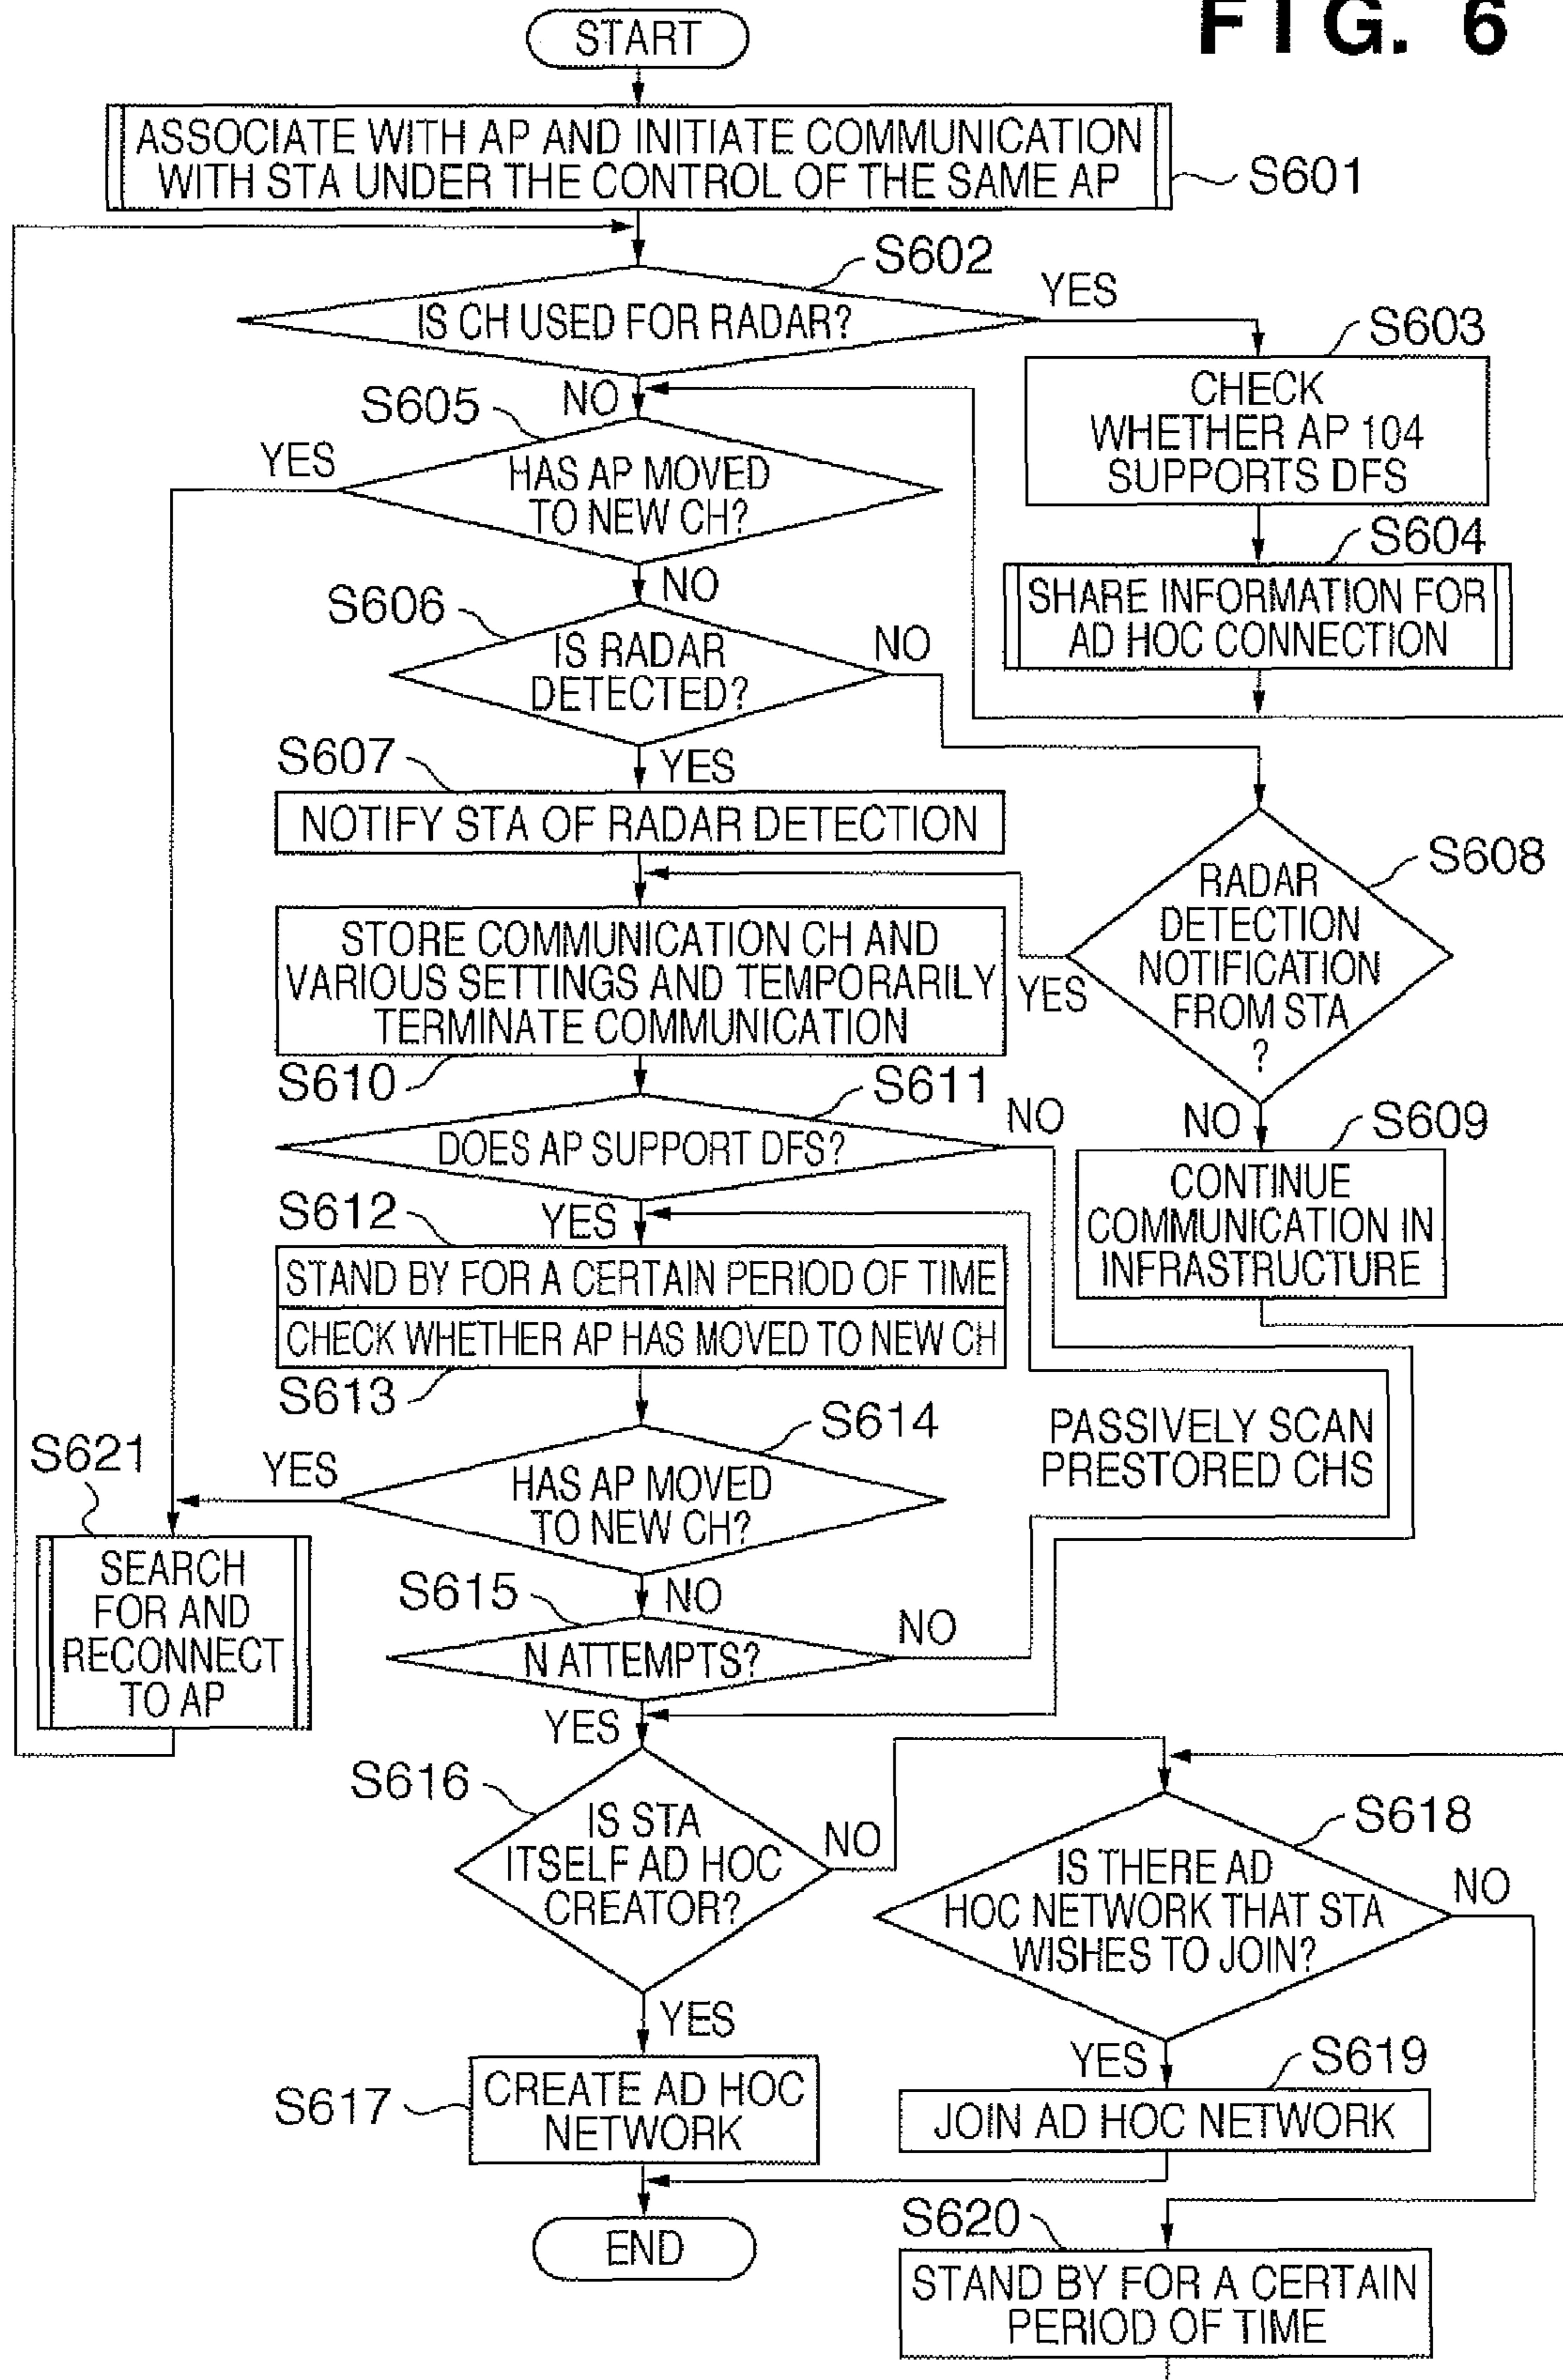 FIG. 6
START
ASSOCIATE WITH AP AND INITIATE COMMUNICATION
WITH STA UNDER THE CONTROL OF THE SAME AP
S601
S602
IS CH USED FOR RADAR?
YES
S603
CHECK
WHETHER AP 104
SUPPORTS DFS
NO
S605
YES
HAS AP MOVED
TO NEW CH?
S604
SHARE INFORMATION FOR
AD HOC CONNECTION
NO
S606
IS RADAR
DETECTED?
NO
S607
YES
NOTIFY STA OF RADAR DETECTION
S608
RADAR
DETECTION
NOTIFICATION
FROM STA
?
YES
STORE COMMUNICATION CH AND
VARIOUS SETTINGS AND TEMPORARILY
TERMINATE COMMUNICATION
S610
S611
NO
NO
S609
DOES AP SUPPORT DFS?
CONTINUE
COMMUNICATION IN
INFRASTRUCTURE
S612
YES
STAND BY FOR A CERTAIN PERIOD OF TIME
CHECK WHETHER AP HAS MOVED TO NEW CH
S613
S614
PASSIVELY SCAN
PRESTORED CHS
S621
YES
HAS AP MOVED
TO NEW CH?
SEARCH
FOR AND
RECONNECT
TO AP
S615
NO
N ATTEMPTS?
NO
YES
S616
IS STA
ITSELF AD HOC
CREATOR?
NO
S618
IS THERE AD
HOC NETWORK THAT STA
WISHES TO JOIN?
NO
YES
YES
S619
S617
CREATE AD HOC
NETWORK
JOIN AD HOC NETWORK
END
S620
STAND BY FOR A CERTAIN
PERIOD OF TIME